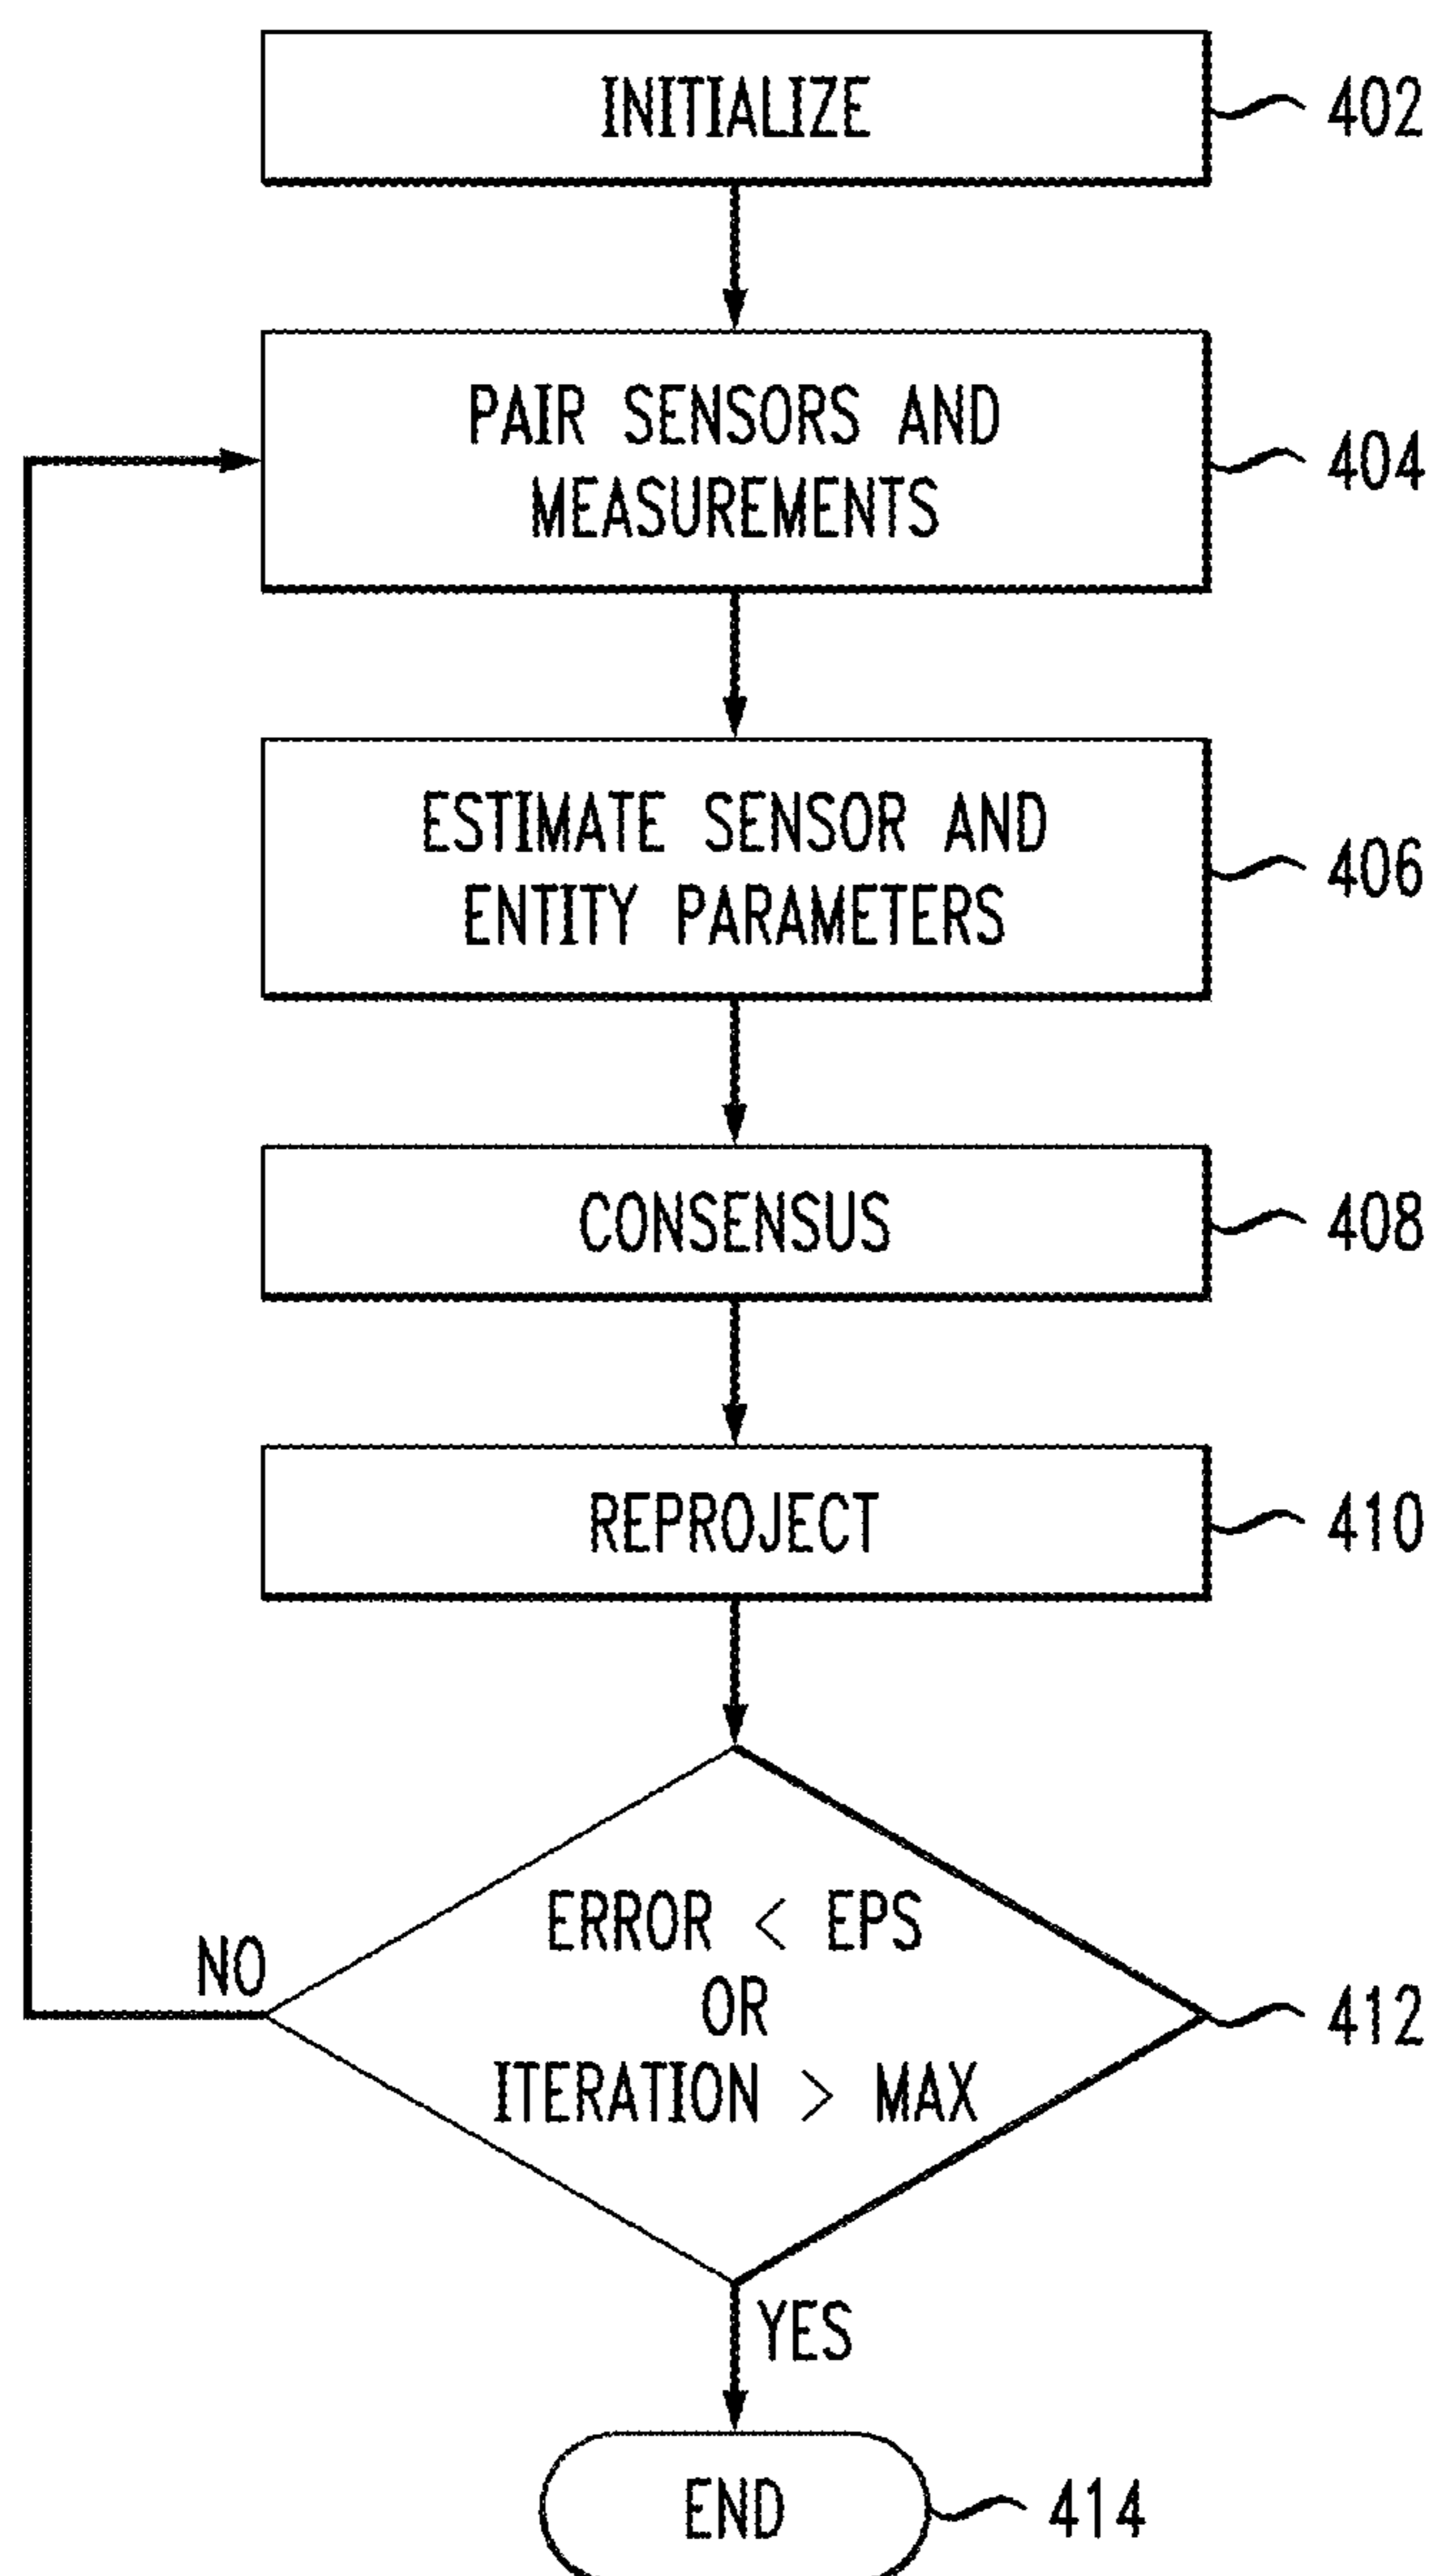 INITIALIZE
402
PAIR SENSORS AND
MEASUREMENTS
404
ESTIMATE SENSOR AND
ENTITY PARAMETERS
406
CONSENSUS
408
REPROJECT
410
ERROR < EPS
OR
ITERATION > MAX
412
NO
YES
END
414